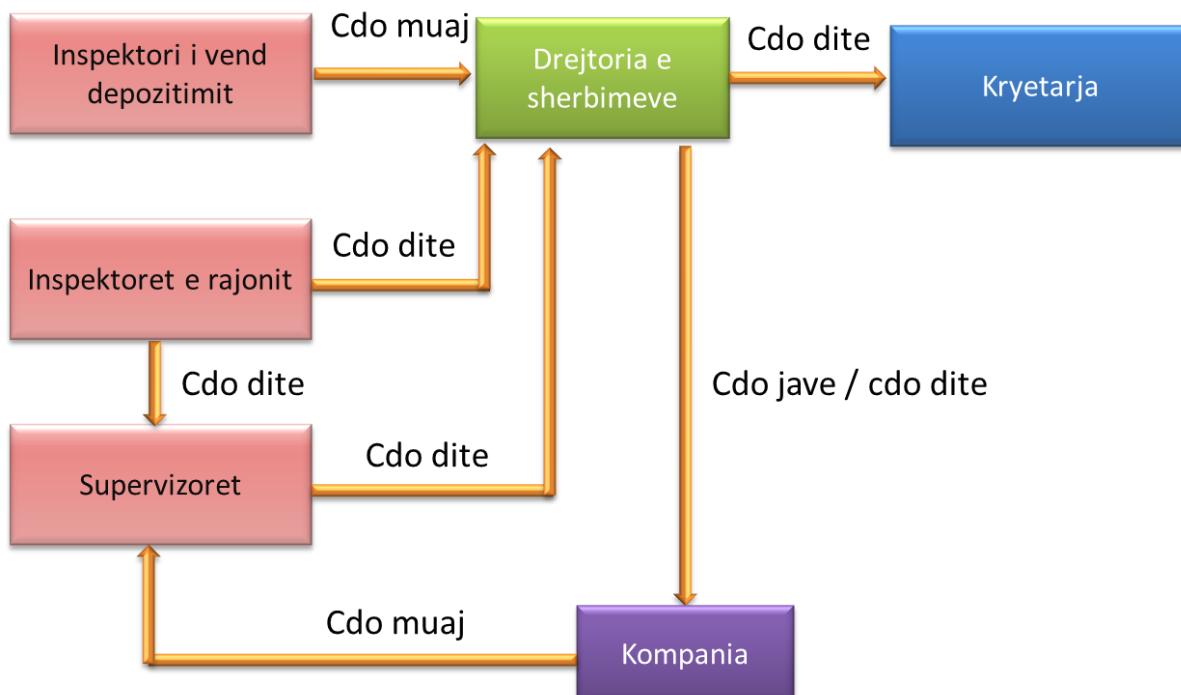 Inspektori i vend
depozitimit
Cdo muaj
Drejtoria e
sherbimeve
Cdo dite
Kryetarja
Inspektoret e rajonit
Cdo dite
Cdo dite
Cdo jave / cdo dite
Supervizoret
Cdo dite
Cdo muaj
Kompania